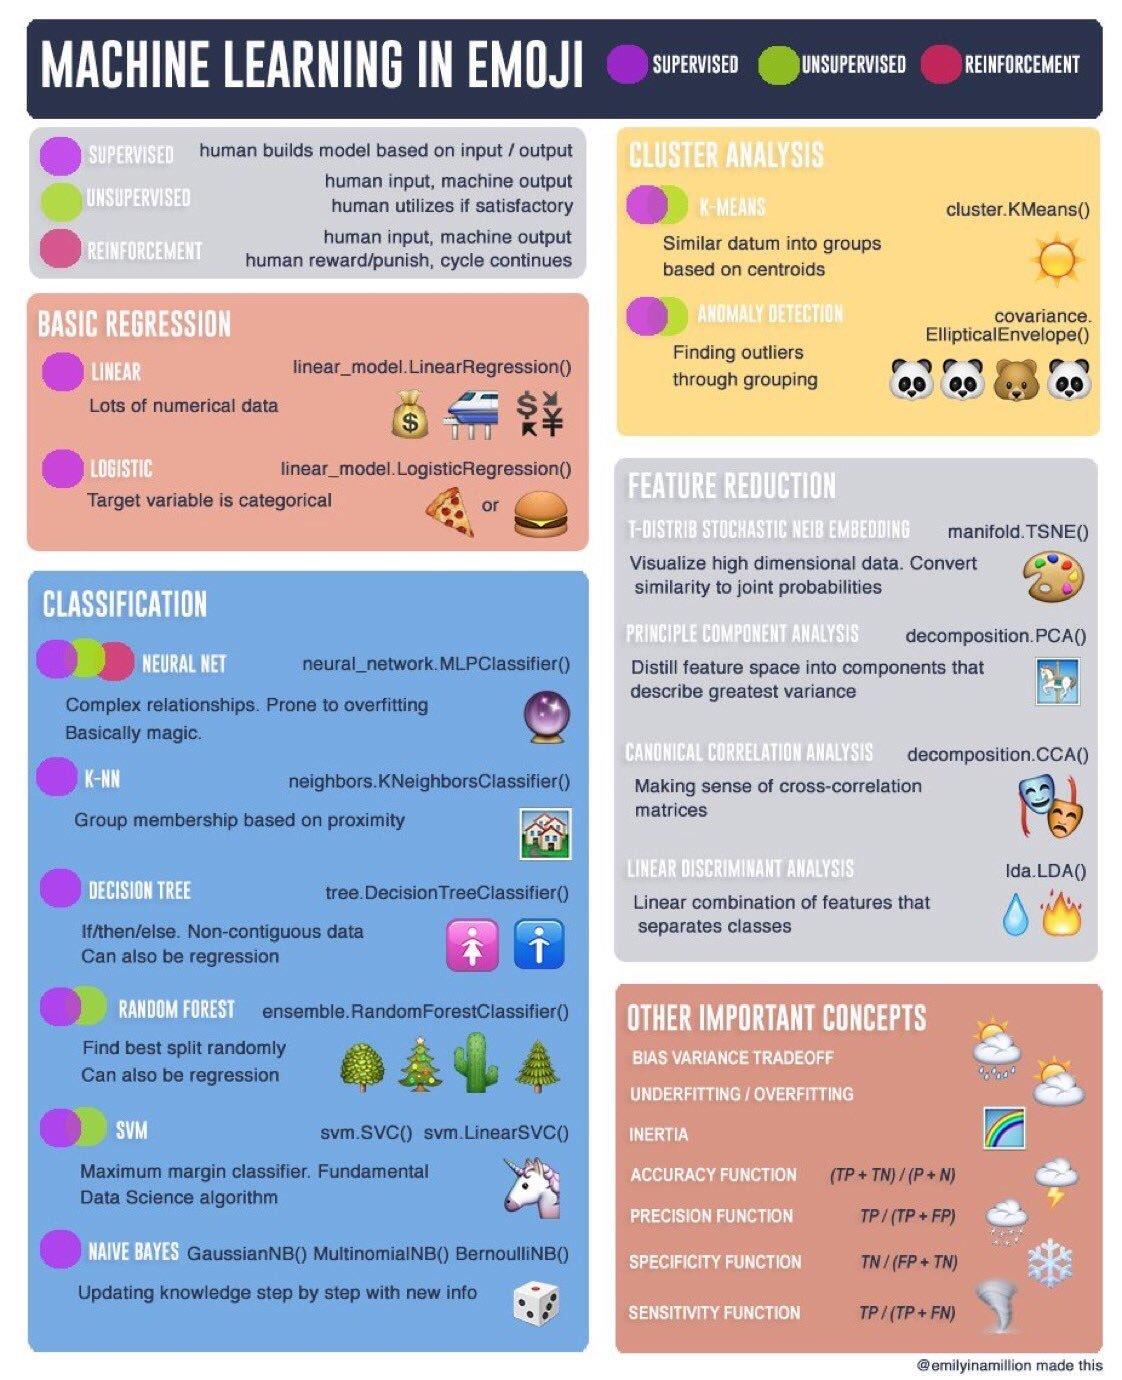 MACHINE LEARNING IN EMOJI
SUPERVISED
UNSUPERVISED
REINFORCEMENT
SUPERVISED human builds model based on input / output
UNSUPERVISED human input, machine output
human utilizes if satisfactory
REINFORCEMENT human input, machine output
human reward/punish, cycle continues
BASIC REGRESSION
LINEAR linear_model.LinearRegression()
Lots of numerical data
LOGISTIC linear_model.LogisticRegression()
Target variable is categorical
or
CLASSIFICATION
NEURAL NET neural_network.MLPClassifier()
Complex relationships. Prone to overfitting
Basically magic.
K-NN neighbors.KNeighborsClassifier()
Group membership based on proximity
DECISION TREE tree.DecisionTreeClassifier()
If/then/else. Non-contiguous data
Can also be regression
RANDOM FOREST ensemble.RandomForestClassifier()
Find best split randomly
Can also be regression
SVM svm.SVC() svm.LinearSVC()
Maximum margin classifier. Fundamental
Data Science algorithm
NAIVE BAYES GaussianNB() MultinomialNB() BernoulliNB()
Updating knowledge step by step with new info
CLUSTER ANALYSIS
K-MEANS cluster.KMeans()
Similar datum into groups
based on centroids
ANOMALY DETECTION covariance.
EllipticalEnvelope()
Finding outliers
through grouping
FEATURE REDUCTION
T-DISTRIB STOCHASTIC NEIB EMBEDDING manifold.TSNE()
Visualize high dimensional data. Convert
similarity to joint probabilities
PRINCIPLE COMPONENT ANALYSIS decomposition.PCA()
Distill feature space into components that
describe greatest variance
CANONICAL CORRELATION ANALYSIS decomposition.CCA()
Making sense of cross-correlation
matrices
LINEAR DISCRIMINANT ANALYSIS lda.LDA()
Linear combination of features that
separates classes
OTHER IMPORTANT CONCEPTS
BIAS VARIANCE TRADEOFF
UNDERFITTING / OVERFITTING
INERTIA
ACCURACY FUNCTION (TP + TN) / (P + N)
PRECISION FUNCTION TP / (TP + FP)
SPECIFICITY FUNCTION TN / (FP + TN)
SENSITIVITY FUNCTION TP / (TP + FN)
@emilyinamillion made this